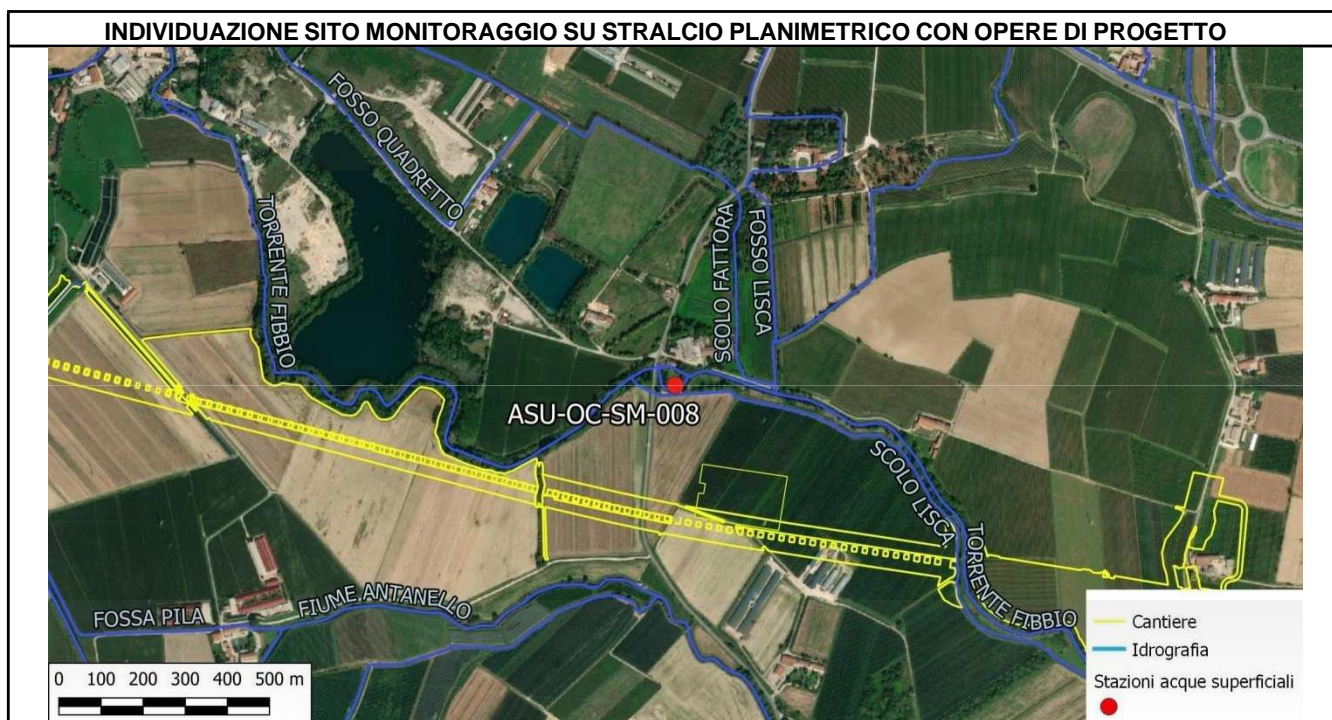 INDIVIDUAZIONE SITO MONITORAGGIO SU STRALCIO PLANIMETRICO CON OPERE DI PROGETTO
FOSSO QUADRETTO
TORRENTE FIBBIO
SCOLO FATTORA
FOSSO LISCA
ASU-OC-SM-008
SCOLO LISCA
TORRENTE FIBBIO
FOSSA PILA
FIUME ANTANELLO
0 100 200 300 400 500 m
Cantiere
Idrografia
Stazioni acque superficiali